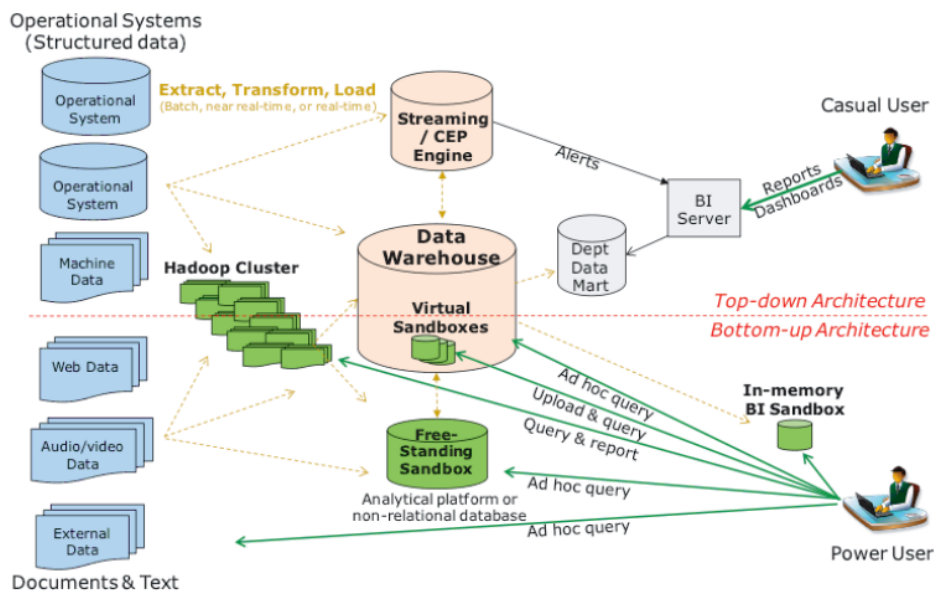 Operational Systems
(Structured data)
Operational
System
Extract, Transform, Load
(Batch, near real-time, or real-time)
Streaming
/ CEP
Engine
Casual User
Alerts
Reports
Dashboards
BI
Server
Operational
System
Data
Warehouse
Dept
Data
Mart
Machine
Data
Hadoop Cluster
Virtual
Sandboxes
Top-down Architecture
Bottom-up Architecture
Web Data
Ad hoc query
Upload & query
Query & report
In-memory
BI Sandbox
Audio/video
Data
Free-
Standing
Sandbox
Ad hoc query
Analytical platform or
non-relational database
External
Data
Ad hoc query
Power User
Documents & Text